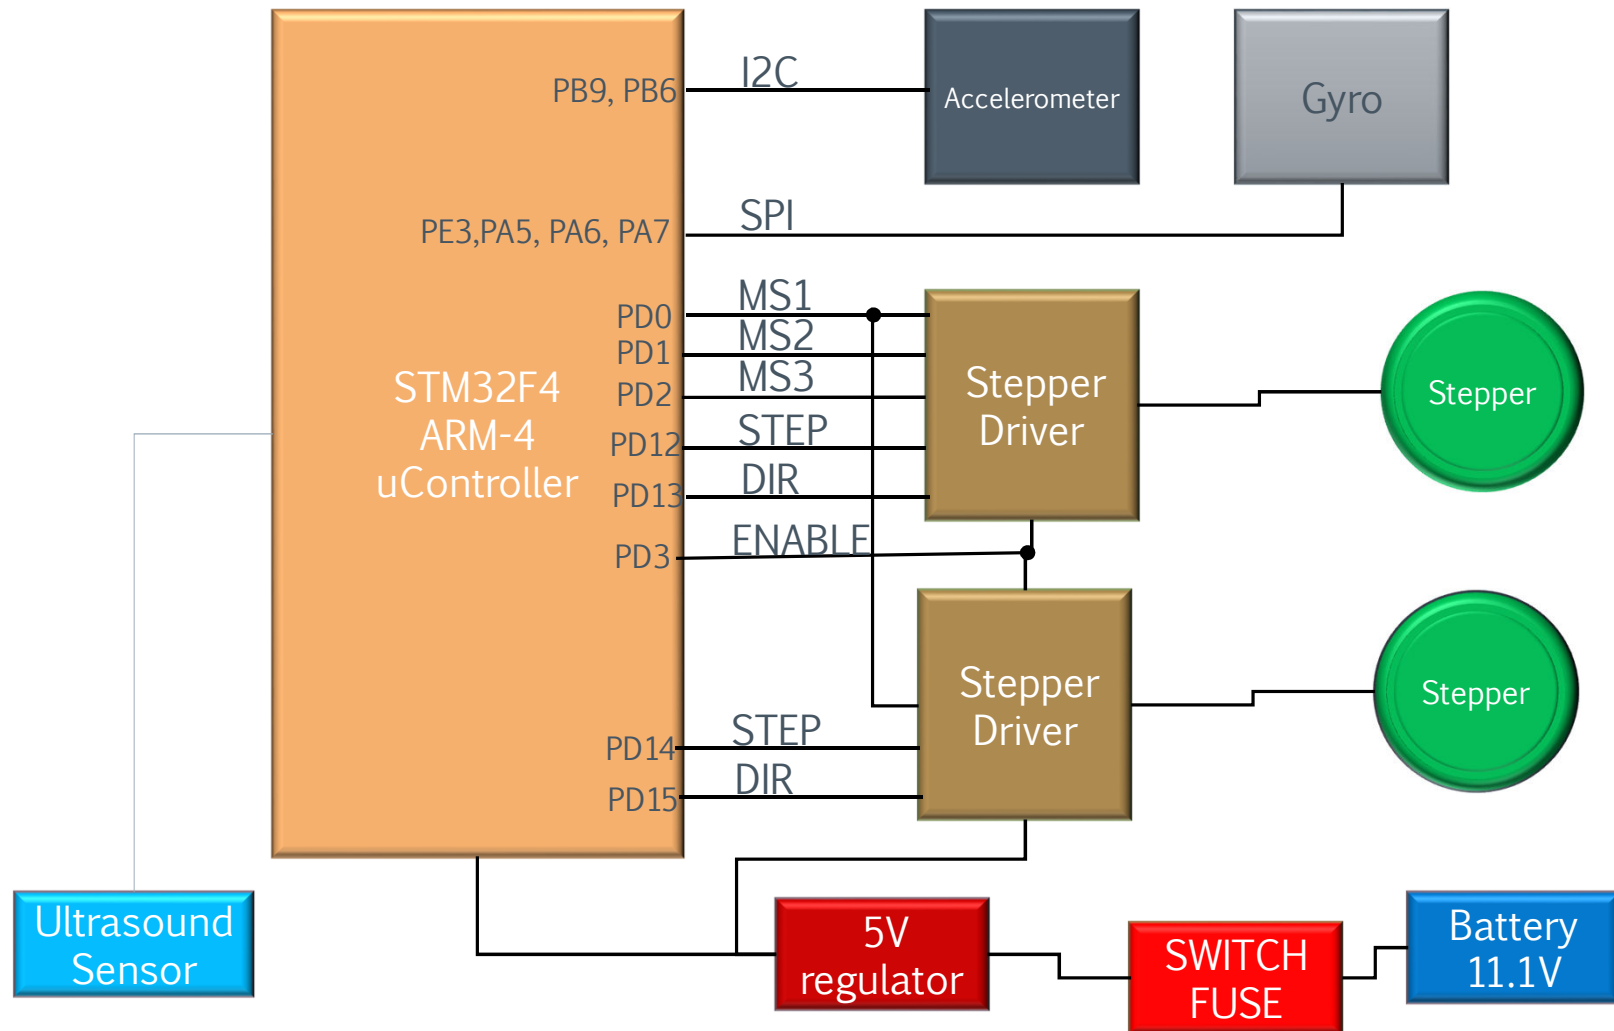 I2C
PB9, PB6
Accelerometer
Gyro
SPI
PE3,PA5, PA6, PA7
MS1
PD0
MS2
PD1
MS3
PD2
STM32F4
ARM-4
uController
Stepper
Driver
Stepper
STEP
PD12
DIR
PD13
ENABLE
PD3
Stepper
Driver
Stepper
STEP
PD14
DIR
PD15
Ultrasound
Sensor
5V
regulator
SWITCH
FUSE
Battery
11.1V